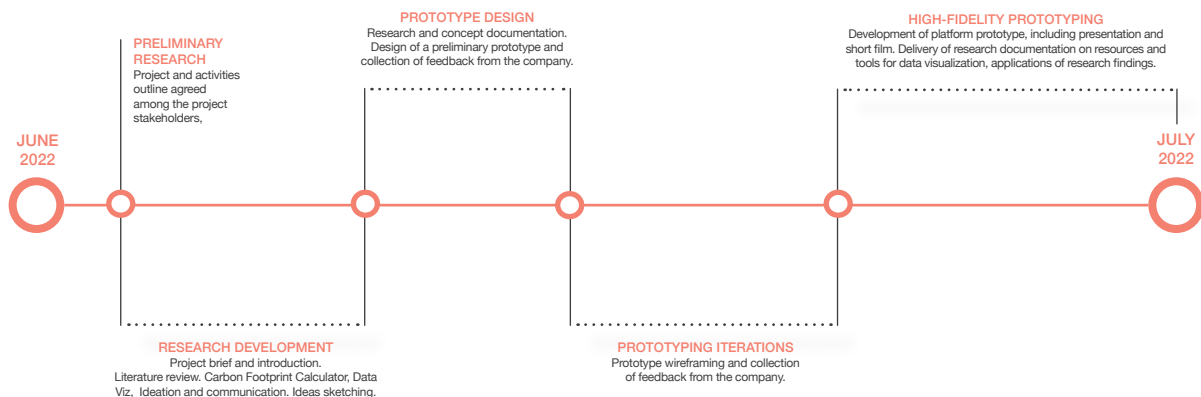 JUNE
2022
PRELIMINARY
RESEARCH
Project and activities
outline agreed
among the project
stakeholders,
RESEARCH DEVELOPMENT
Project brief and introduction.
Literature review. Carbon Footprint Calculator, Data
Viz, Ideation and communication. Ideas sketching.
PROTOTYPE DESIGN
Research and concept documentation.
Design of a preliminary prototype and
collection of feedback from the company.
PROTOTYPING ITERATIONS
Prototype wireframing and collection
of feedback from the company.
HIGH-FIDELITY PROTOTYPING
Development of platform prototype, including presentation and
short film. Delivery of research documentation on resources and
tools for data visualization, applications of research findings.
JULY
2022